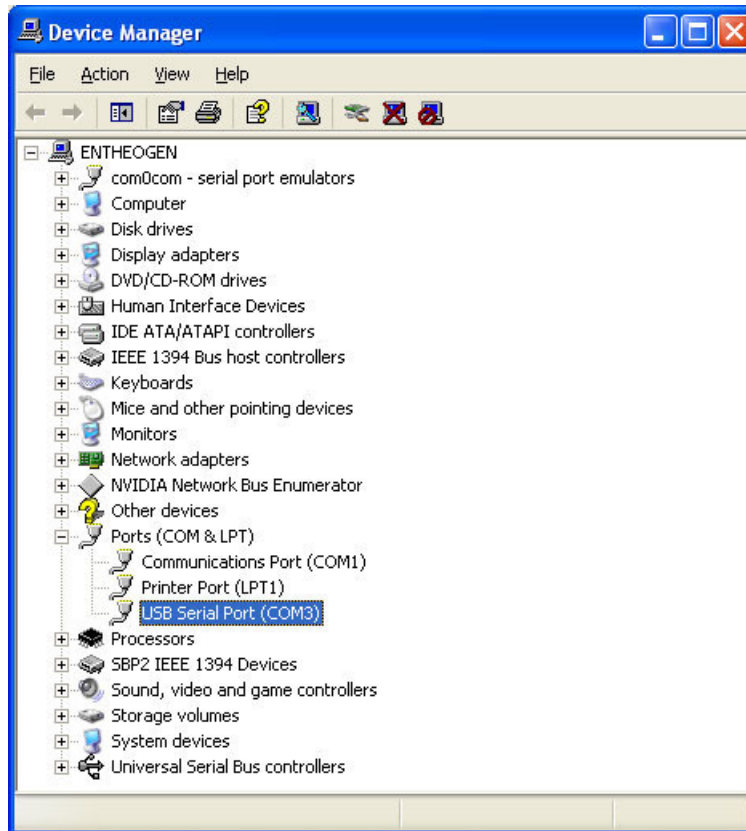 Device Manager
File Action View Help
ENTHEOGEN
com0com - serial port emulators
Computer
Disk drives
Display adapters
DVD/CD-ROM drives
Human Interface Devices
IDE ATA/ATAPI controllers
IEEE 1394 Bus host controllers
Keyboards
Mice and other pointing devices
Monitors
Network adapters
NVIDIA Network Bus Enumerator
Other devices
Ports (COM & LPT)
Communications Port (COM1)
Printer Port (LPT1)
USB Serial Port (COM3)
Processors
SBP2 IEEE 1394 Devices
Sound, video and game controllers
Storage volumes
System devices
Universal Serial Bus controllers